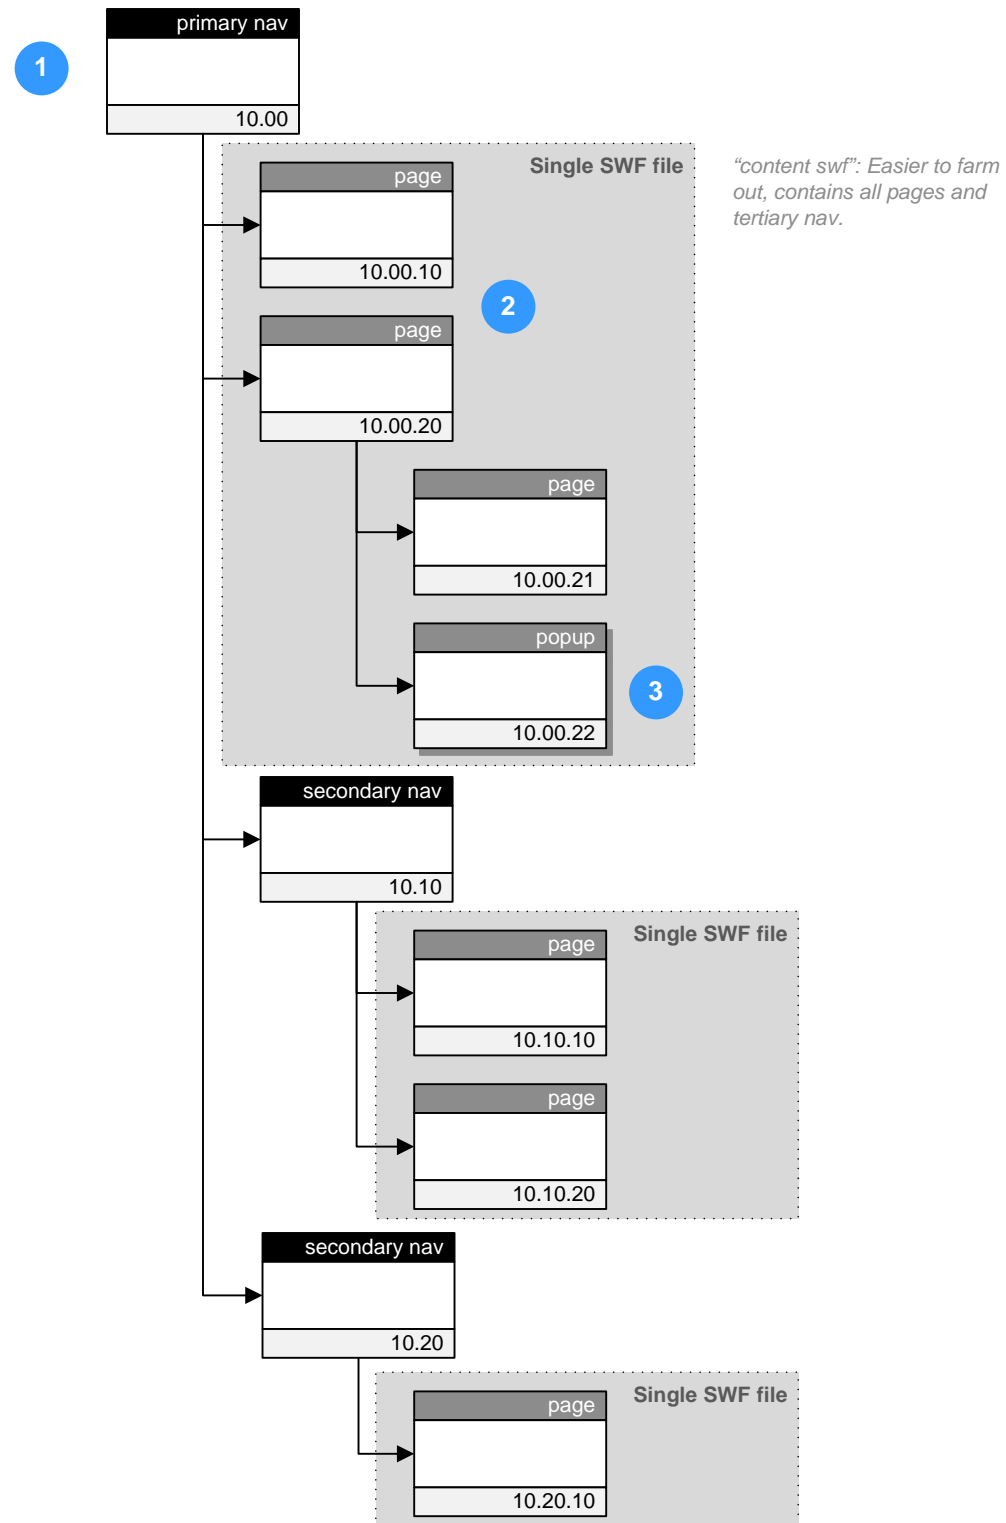 primary nav
1
10.00
Single SWF file
“content swf”: Easier to farm
out, contains all pages and
tertiary nav.
page
10.00.10
2
page
10.00.20
page
10.00.21
popup
3
10.00.22
secondary nav
10.10
Single SWF file
page
10.10.10
page
10.10.20
secondary nav
10.20
Single SWF file
page
10.20.10